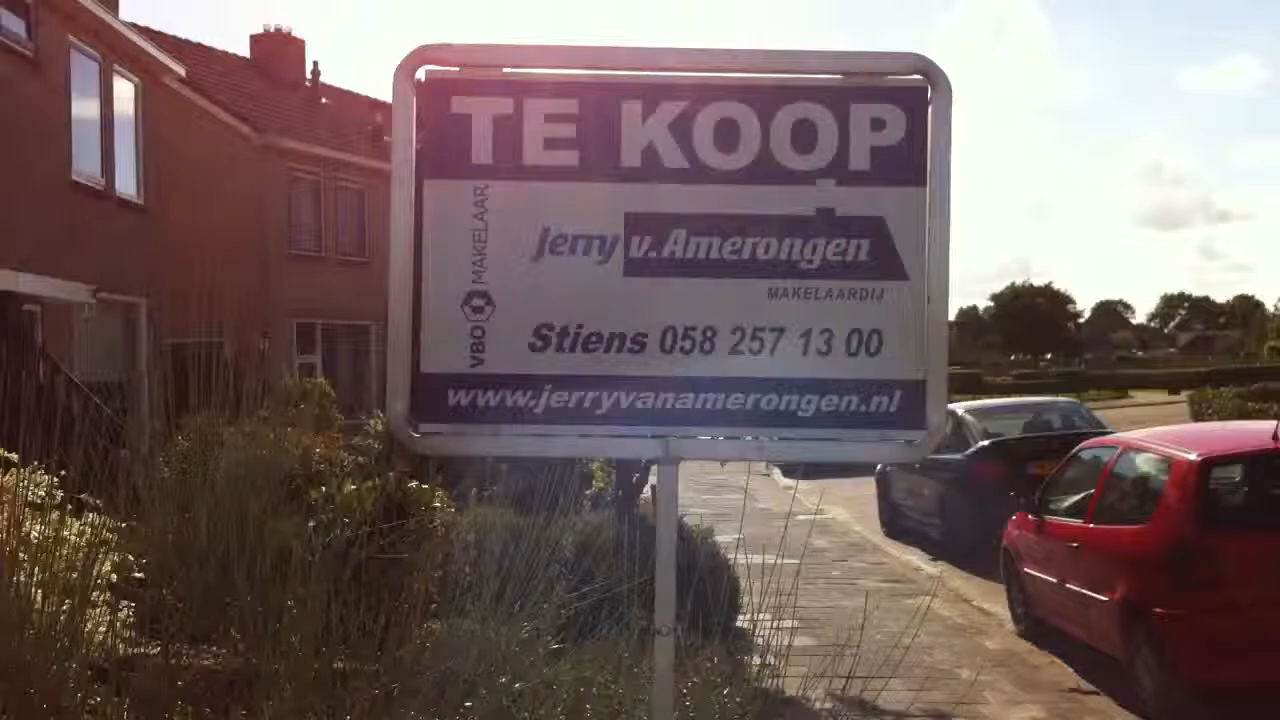 TE KOOP
VBO MAKELAAR
Jerry v. Amerongen
MAKELAARDIJ
Stiens 058 257 13 00
www.jerryvanamerongen.nl